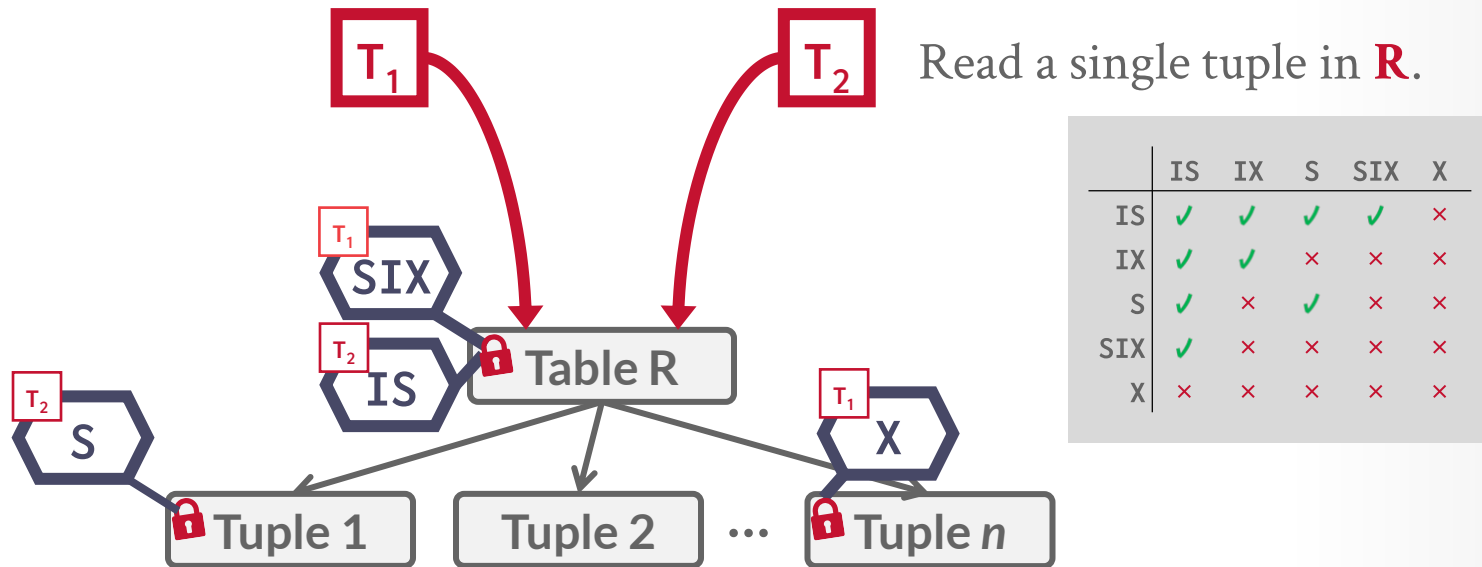 T₁
T₂
Read a single tuple in R.
IS IX S SIX X
IS ✓ ✓ ✓ ✓ ×
IX ✓ ✓ × × ×
S ✓ × ✓ × ×
SIX ✓ × × × ×
X × × × × ×
T₁
SIX
T₂
IS
Table R
T₂
S
T₁
X
Tuple 1
Tuple 2
...
Tuple n